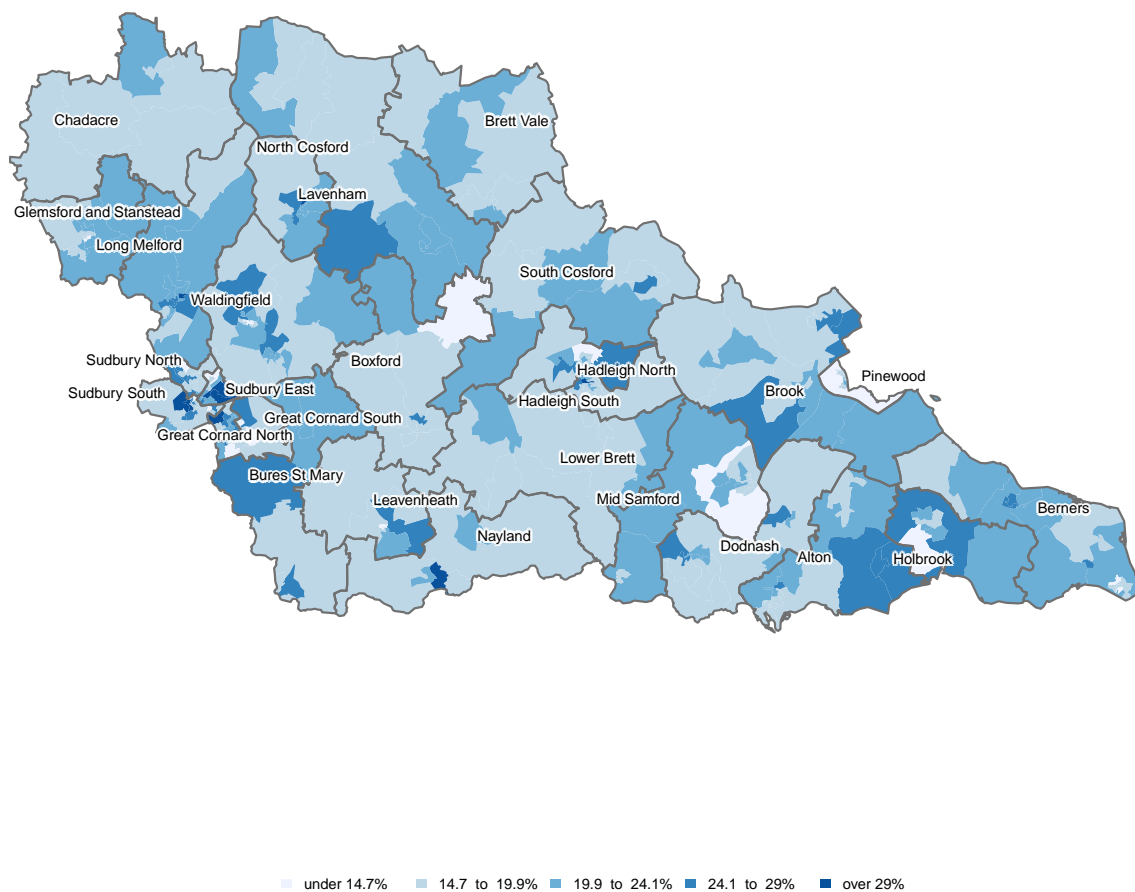 Chadacre
Brett Vale
North Cosford
Lavenham
Glemsford and Stanstead
Long Melford
South Cosford
Waldingfield
Sudbury North
Boxford
Hadleigh North
Pinewood
Sudbury South
Sudbury East
Brook
Hadleigh South
Great Cornard South
Great Cornard North
Lower Brett
Bures St Mary
Leavenheath
Mid Samford
Berners
Nayland
Dodnash
Alton
Holbrook
under 14.7% 14.7 to 19.9% 19.9 to 24.1% 24.1 to 29% over 29%